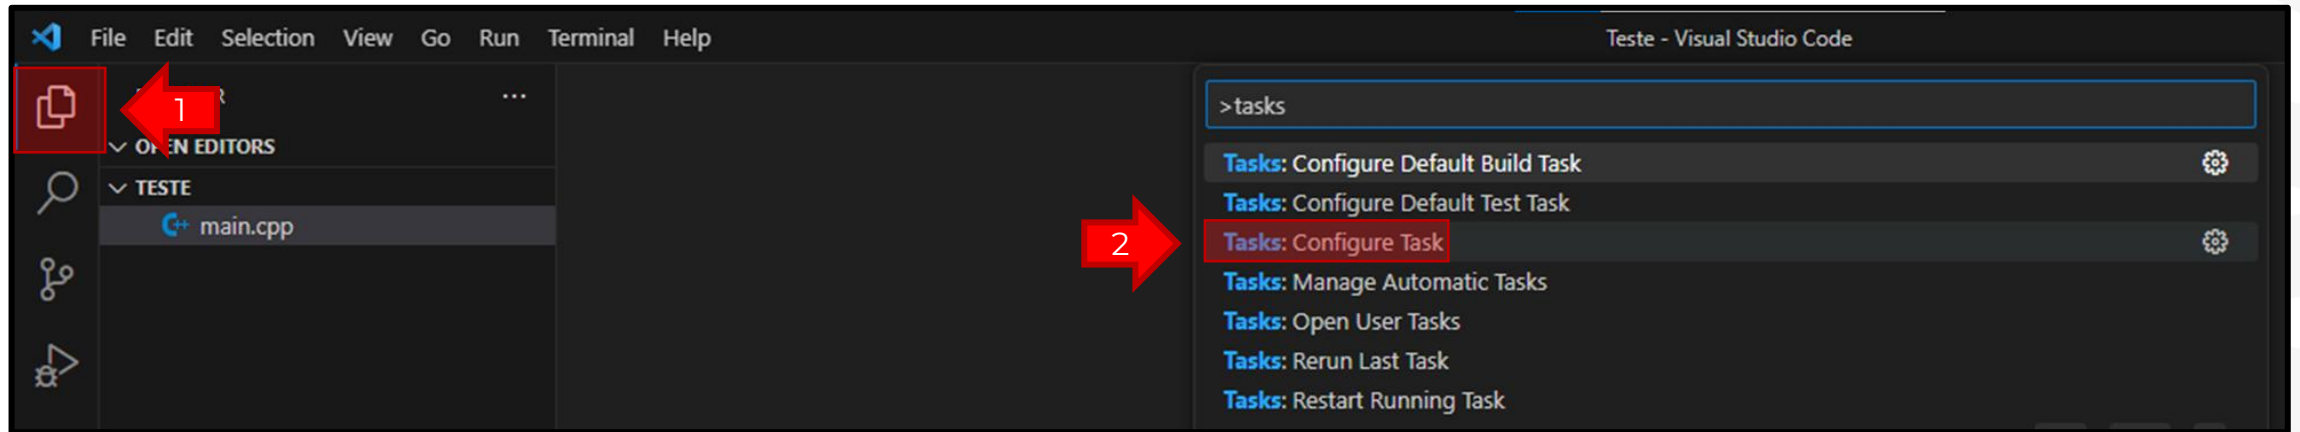 File Edit Selection View Go Run Terminal Help
Teste - Visual Studio Code
1
...
OPEN EDITORS
TESTE
main.cpp
>tasks
Tasks: Configure Default Build Task
Tasks: Configure Default Test Task
2
Tasks: Configure Task
Tasks: Manage Automatic Tasks
Tasks: Open User Tasks
Tasks: Rerun Last Task
Tasks: Restart Running Task